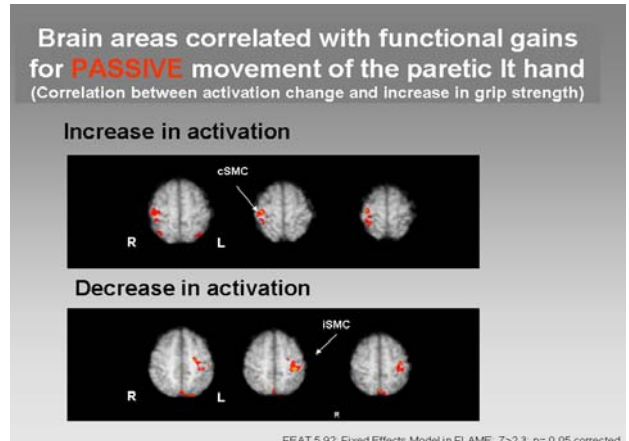 Brain areas correlated with functional gains
for PASSIVE movement of the paretic lt hand
(Correlation between activation change and increase in grip strength)
Increase in activation
cSMC
R
L
Decrease in activation
iSMC
R
L
R
FEAT 5.92: Fixed Effects Model in FLAME; Z>2.3; p= 0.05 corrected